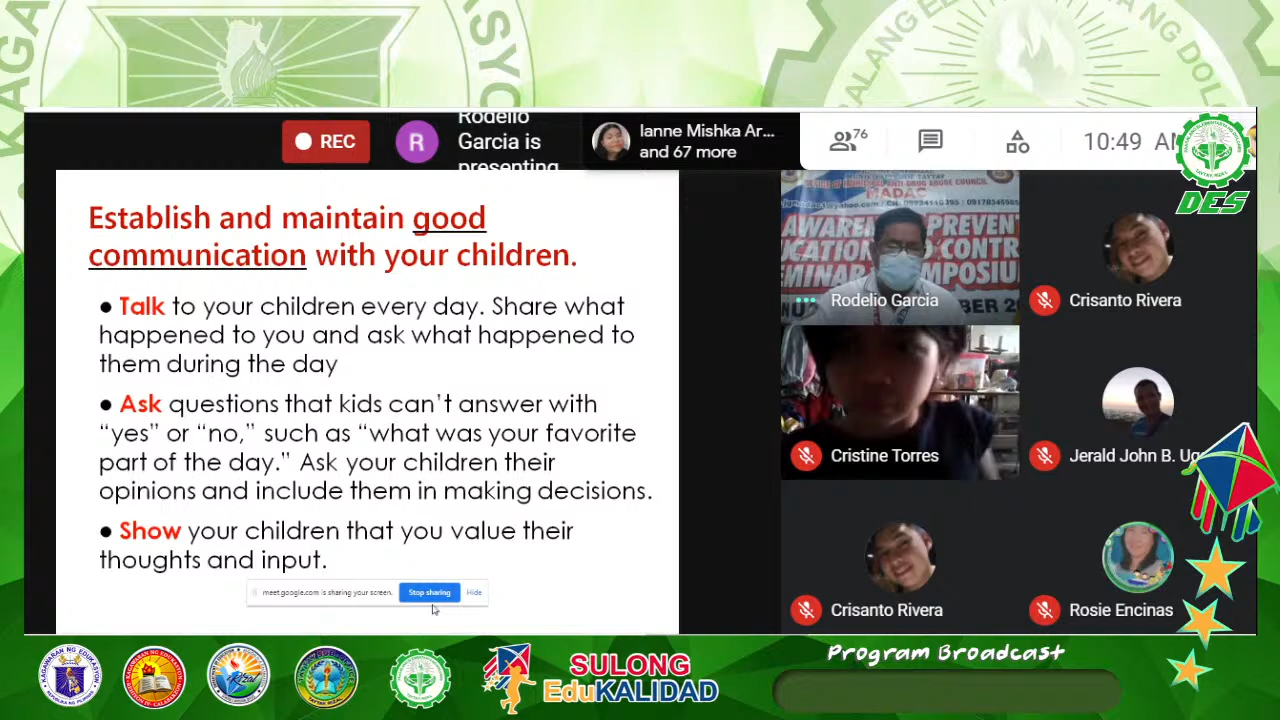 REC
R
Rodelio
Garcia is
presenting
Ianne Mishka Ar...
and 67 more
76
10:49 AM
DES
Establish and maintain good
communication with your children.
● Talk to your children every day. Share what
happened to you and ask what happened to
them during the day
● Ask questions that kids can’t answer with
“yes” or “no,” such as “what was your favorite
part of the day.” Ask your children their
opinions and include them in making decisions.
● Show your children that you value their
thoughts and input.
meet.google.com is sharing your screen.
Stop sharing
Hide
MADAC
Rodelio Garcia
Crisanto Rivera
Cristine Torres
Jerald John B. Ug
Crisanto Rivera
Rosie Encinas
SULONG
EduKALIDAD
Program Broadcast